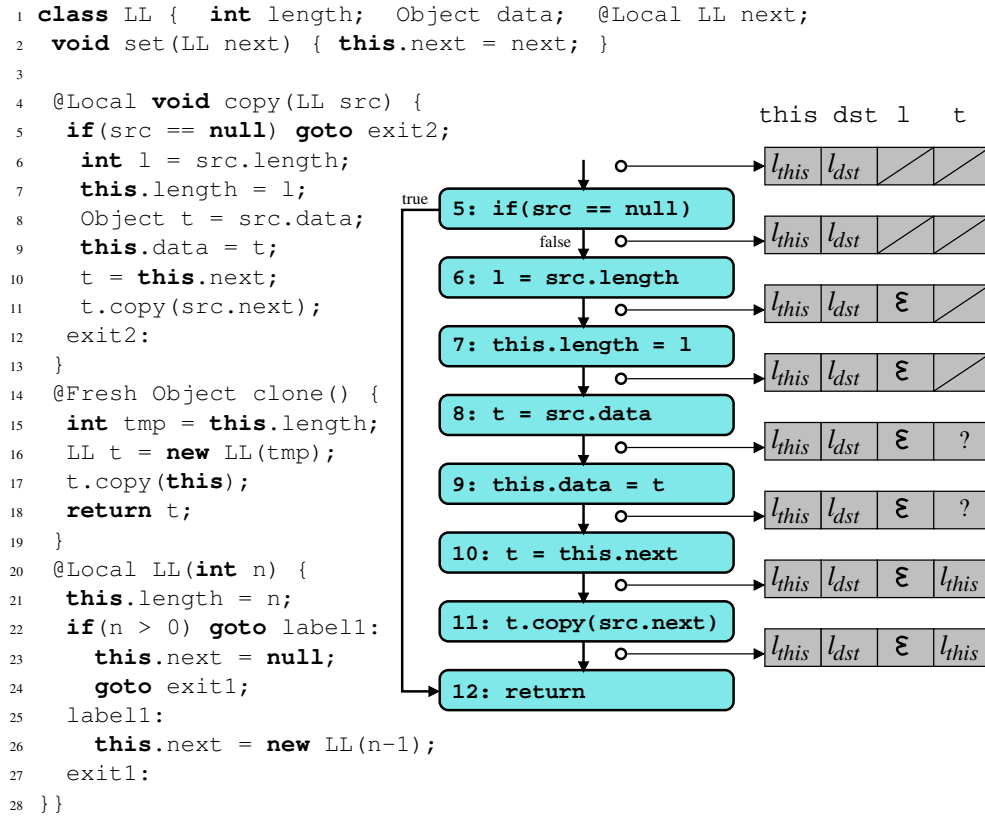 1 class LL { int length; Object data; @Local LL next;
2 void set(LL next) { this.next = next; }
3
4 @Local void copy(LL src) {
5 if(src == null) goto exit2;
6 int l = src.length;
7 this.length = l;
8 Object t = src.data;
9 this.data = t;
10 t = this.next;
11 t.copy(src.next);
12 exit2:
13 }
14 @Fresh Object clone() {
15 int tmp = this.length;
16 LL t = new LL(tmp);
17 t.copy(this);
18 return t;
19 }
20 @Local LL(int n) {
21 this.length = n;
22 if(n > 0) goto label1:
23 this.next = null;
24 goto exit1;
25 label1:
26 this.next = new LL(n-1);
27 exit1:
28 }}
this dst l t
l_this l_dst
true
5: if(src == null)
false
l_this l_dst
6: l = src.length
l_this l_dst ε
7: this.length = l
l_this l_dst ε
8: t = src.data
l_this l_dst ε ?
9: this.data = t
l_this l_dst ε ?
10: t = this.next
l_this l_dst ε l_this
11: t.copy(src.next)
l_this l_dst ε l_this
12: return